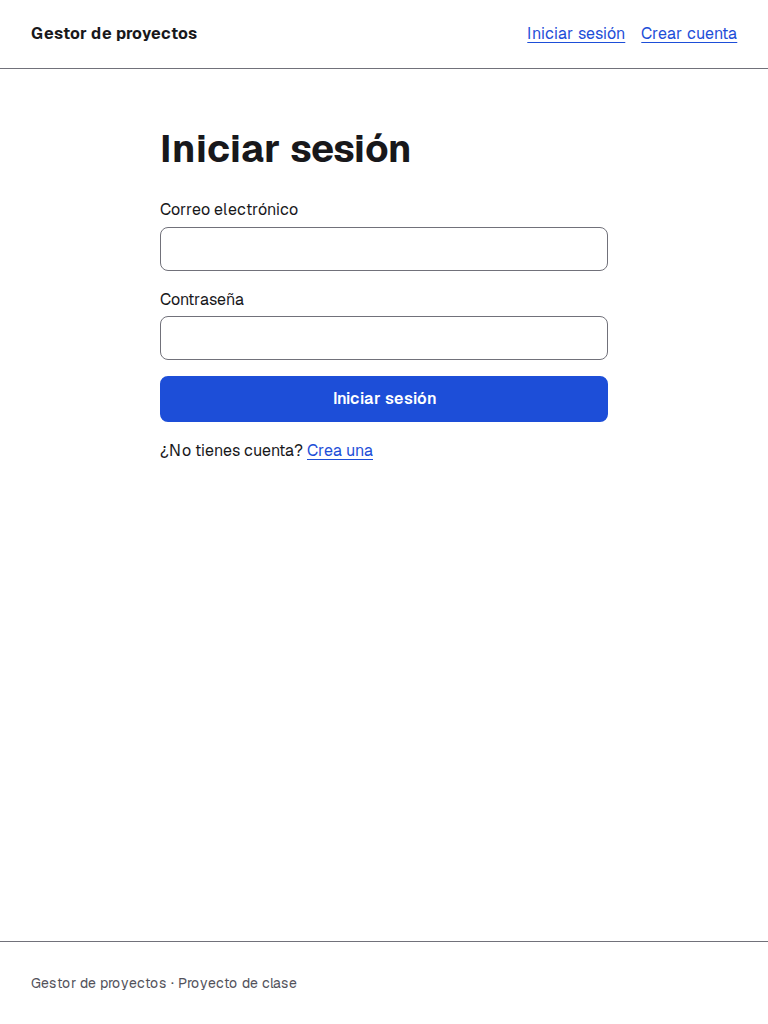 Gestor de proyectos
Iniciar sesión Crear cuenta
Iniciar sesión
Correo electrónico
Contraseña
Iniciar sesión
¿No tienes cuenta? Crea una
Gestor de proyectos · Proyecto de clase